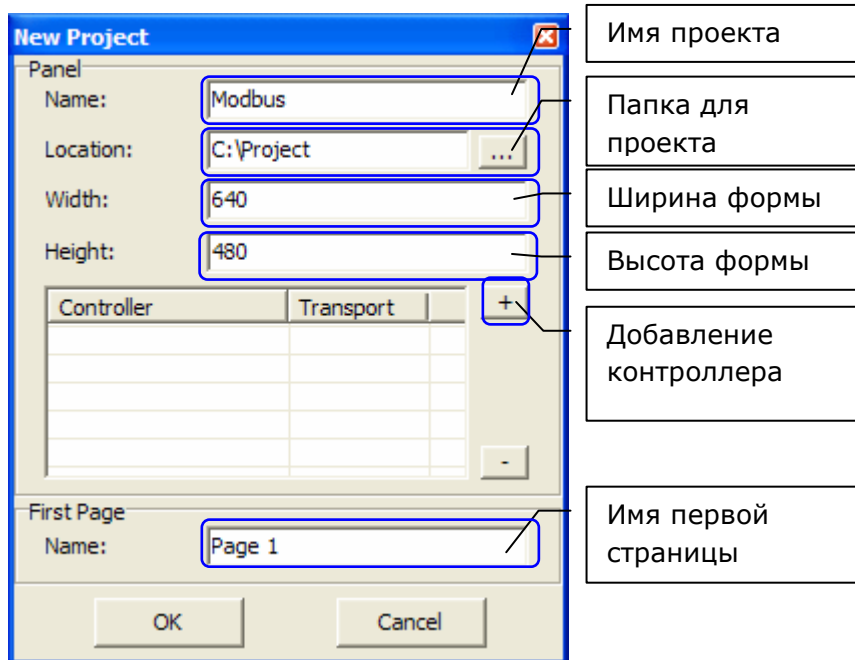 New Project
Имя проекта
Panel
Name:
Modbus
Папка для
проекта
Location:
C:\Project
...
Width:
640
Ширина формы
Height:
480
Высота формы
Controller
Transport
+
Добавление
контроллера
-
First Page
Name:
Page 1
Имя первой
страницы
OK
Cancel